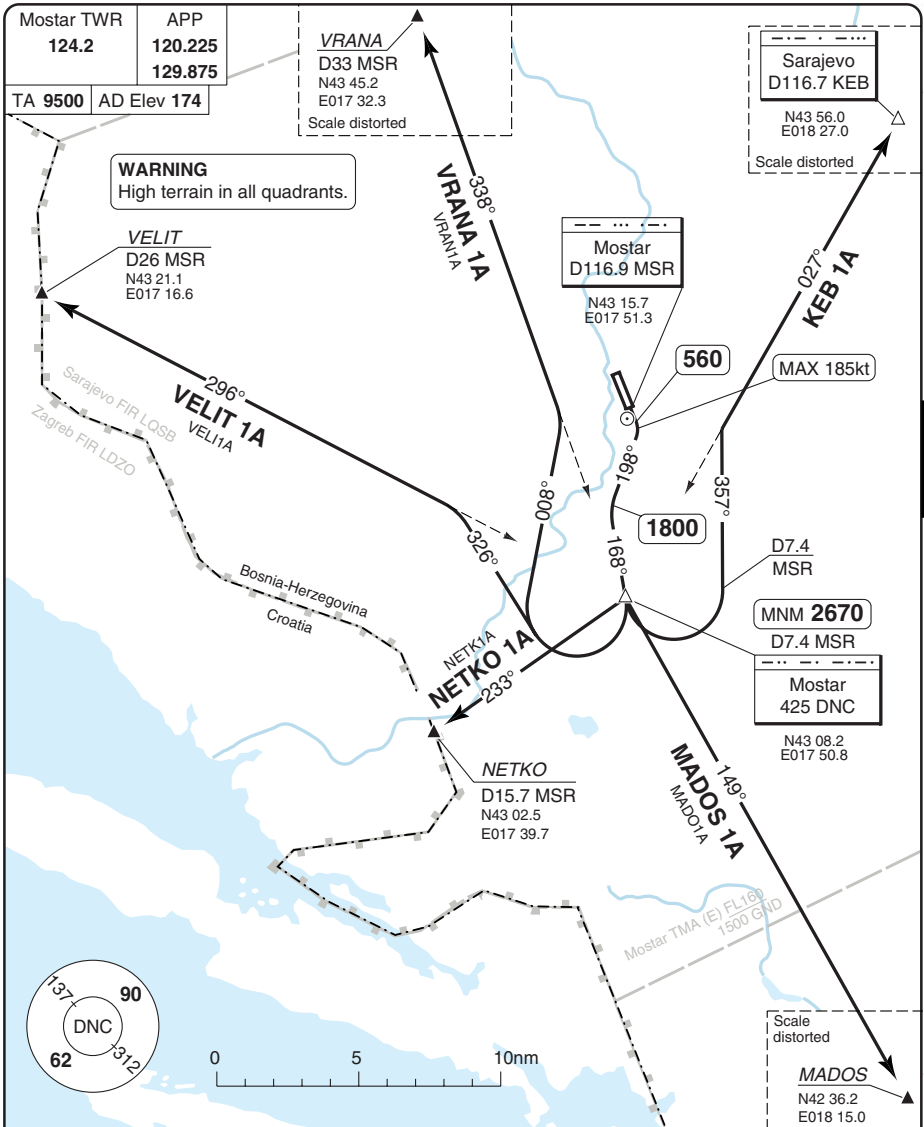 Mostar TWR
124.2
APP
120.225
129.875
TA 9500
AD Elev 174
WARNING
High terrain in all quadrants.
VRANA
D33 MSR
N43 45.2
E017 32.3
Scale distorted
Sarajevo
D116.7 KEB
N43 56.0
E018 27.0
Scale distorted
VELIT
D26 MSR
N43 21.1
E017 16.6
338°
VRANA 1A
VRAN1A
Mostar
D116.9 MSR
N43 15.7
E017 51.3
027°
KEB 1A
560
MAX 185kt
296°
VELIT 1A
VELI1A
Sarajevo FIR LQSB
Zagreb FIR LDZO
198°
008°
357°
326°
1800
168°
D7.4
MSR
MNM 2670
D7.4 MSR
Mostar
425 DNC
N43 08.2
E017 50.8
Bosnia-Herzegovina
Croatia
NETK1A
NETKO 1A
233°
NETKO
D15.7 MSR
N43 02.5
E017 39.7
149°
MADOS 1A
MADO1A
Mostar TMA (E) FL160
1500 GND
137
90
DNC
62
312
0 5 10nm
Scale
distorted
MADOS
N42 36.2
E018 15.0